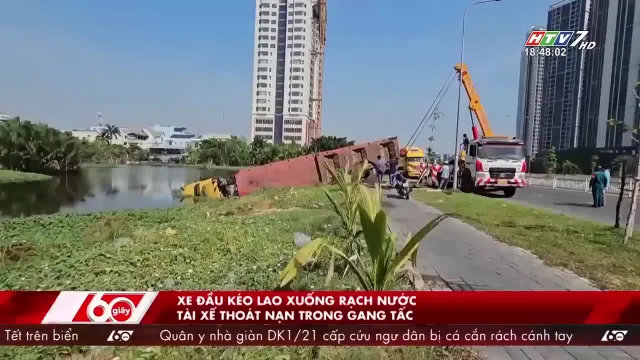 HTV7 HD
18:48:02
60 giây
XE ĐẦU KÉO LAO XUỐNG RẠCH NƯỚC
TÀI XẾ THOÁT NẠN TRONG GANG TẤC
Tết trên biển 60 Quân y nhà giàn DK1/21 cấp cứu ngư dân bị cá cắn rách cánh tay 60